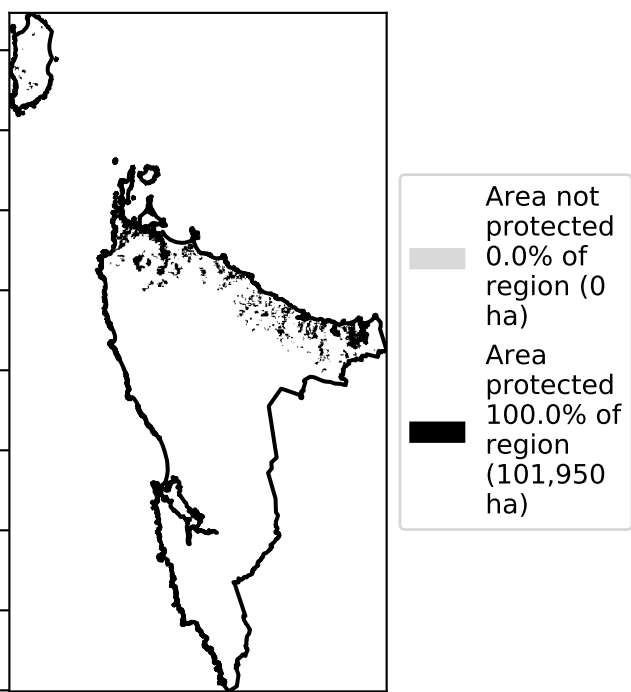 Area not
protected
0.0% of
region (0
ha)
Area
protected
100.0% of
region
(101,950
ha)